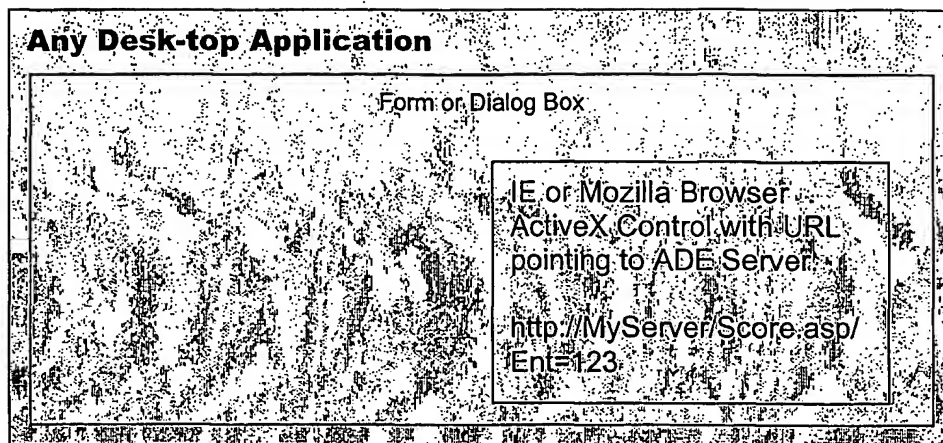 Any Desk-top Application
Form or Dialog Box
IE or Mozilla Browser
ActiveX Control with URL
pointing to ADE Server
http://MyServer/Score.asp/
Ent=123